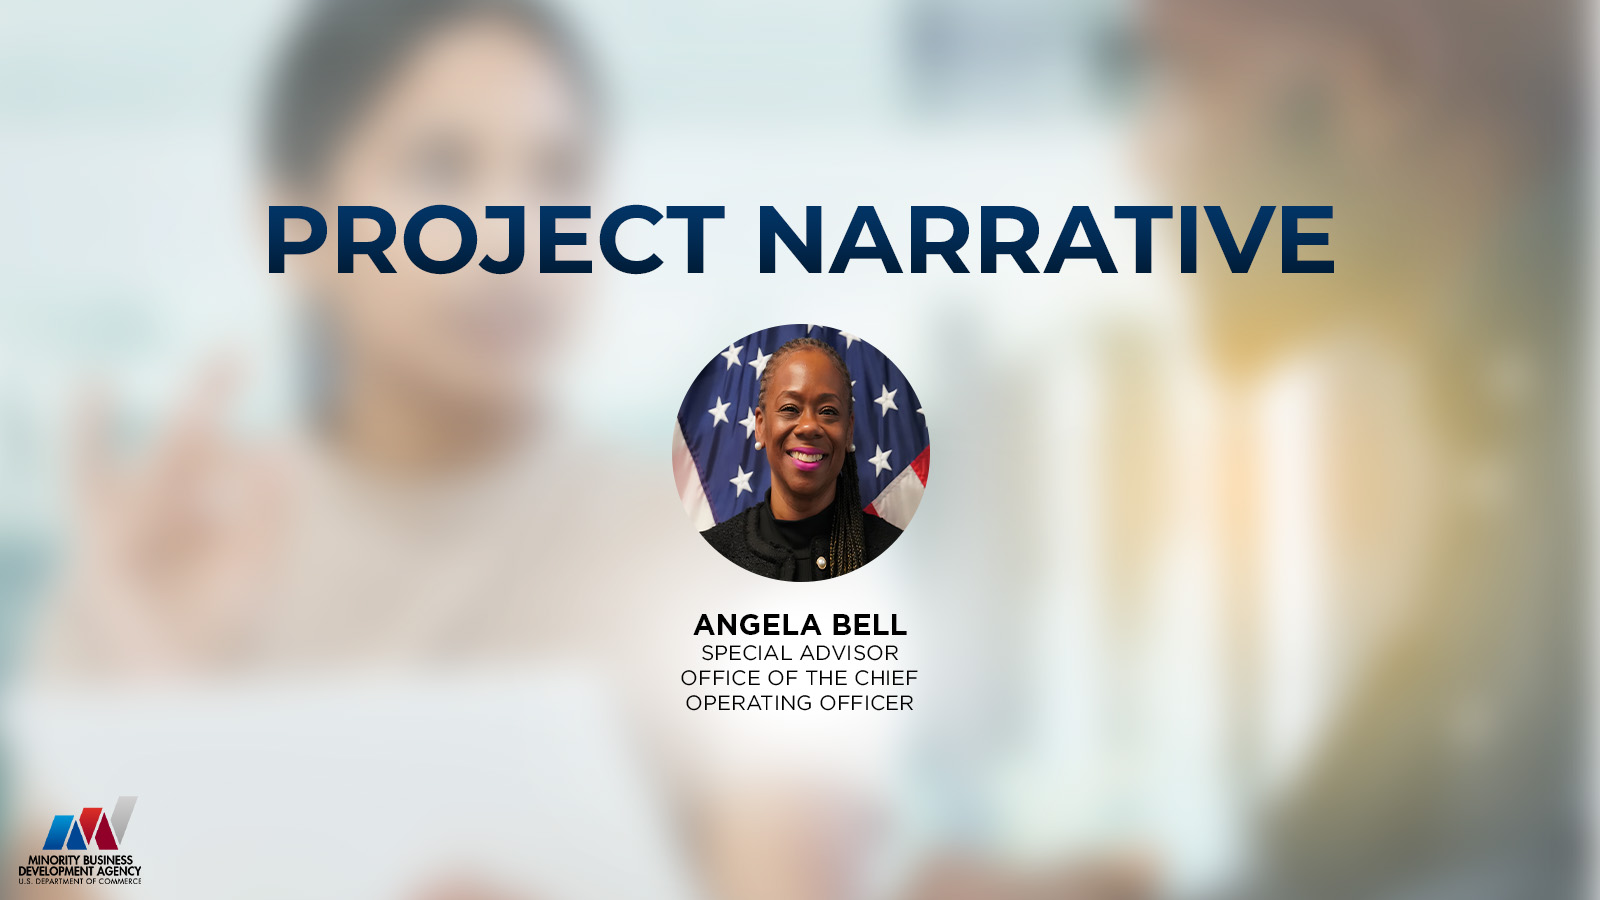 PROJECT NARRATIVE
ANGELA BELL
SPECIAL ADVISOR
OFFICE OF THE CHIEF
OPERATING OFFICER
MINORITY BUSINESS
DEVELOPMENT AGENCY
U.S. DEPARTMENT OF COMMERCE